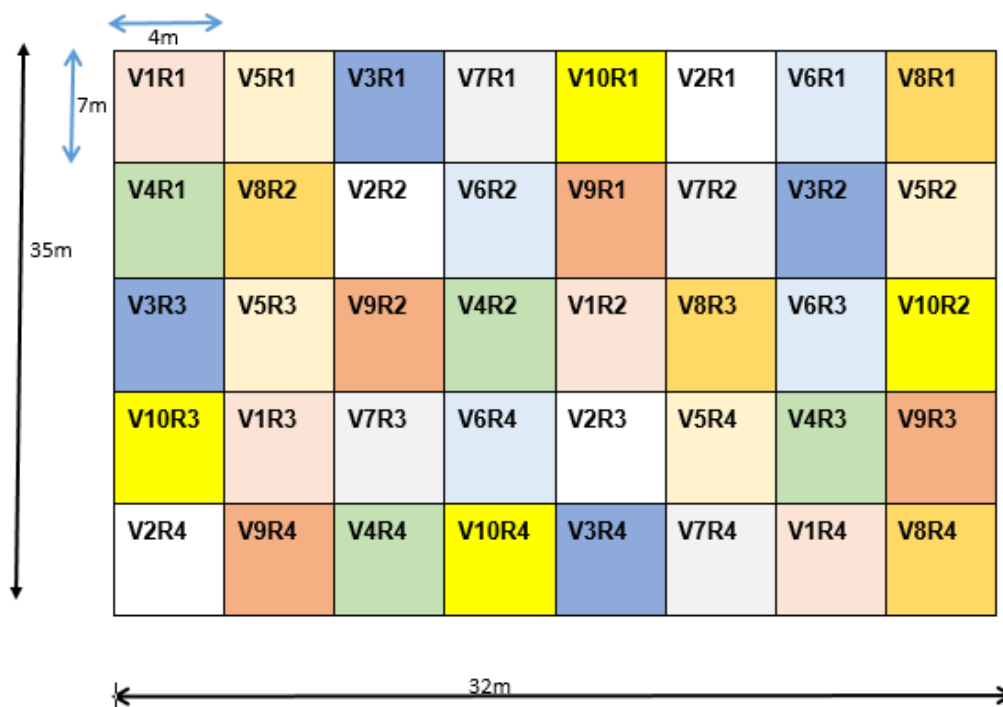 4m
V1R1 V5R1 V3R1 V7R1 V10R1 V2R1 V6R1 V8R1
7m
V4R1 V8R2 V2R2 V6R2 V9R1 V7R2 V3R2 V5R2
35m
V3R3 V5R3 V9R2 V4R2 V1R2 V8R3 V6R3 V10R2
V10R3 V1R3 V7R3 V6R4 V2R3 V5R4 V4R3 V9R3
V2R4 V9R4 V4R4 V10R4 V3R4 V7R4 V1R4 V8R4
32m